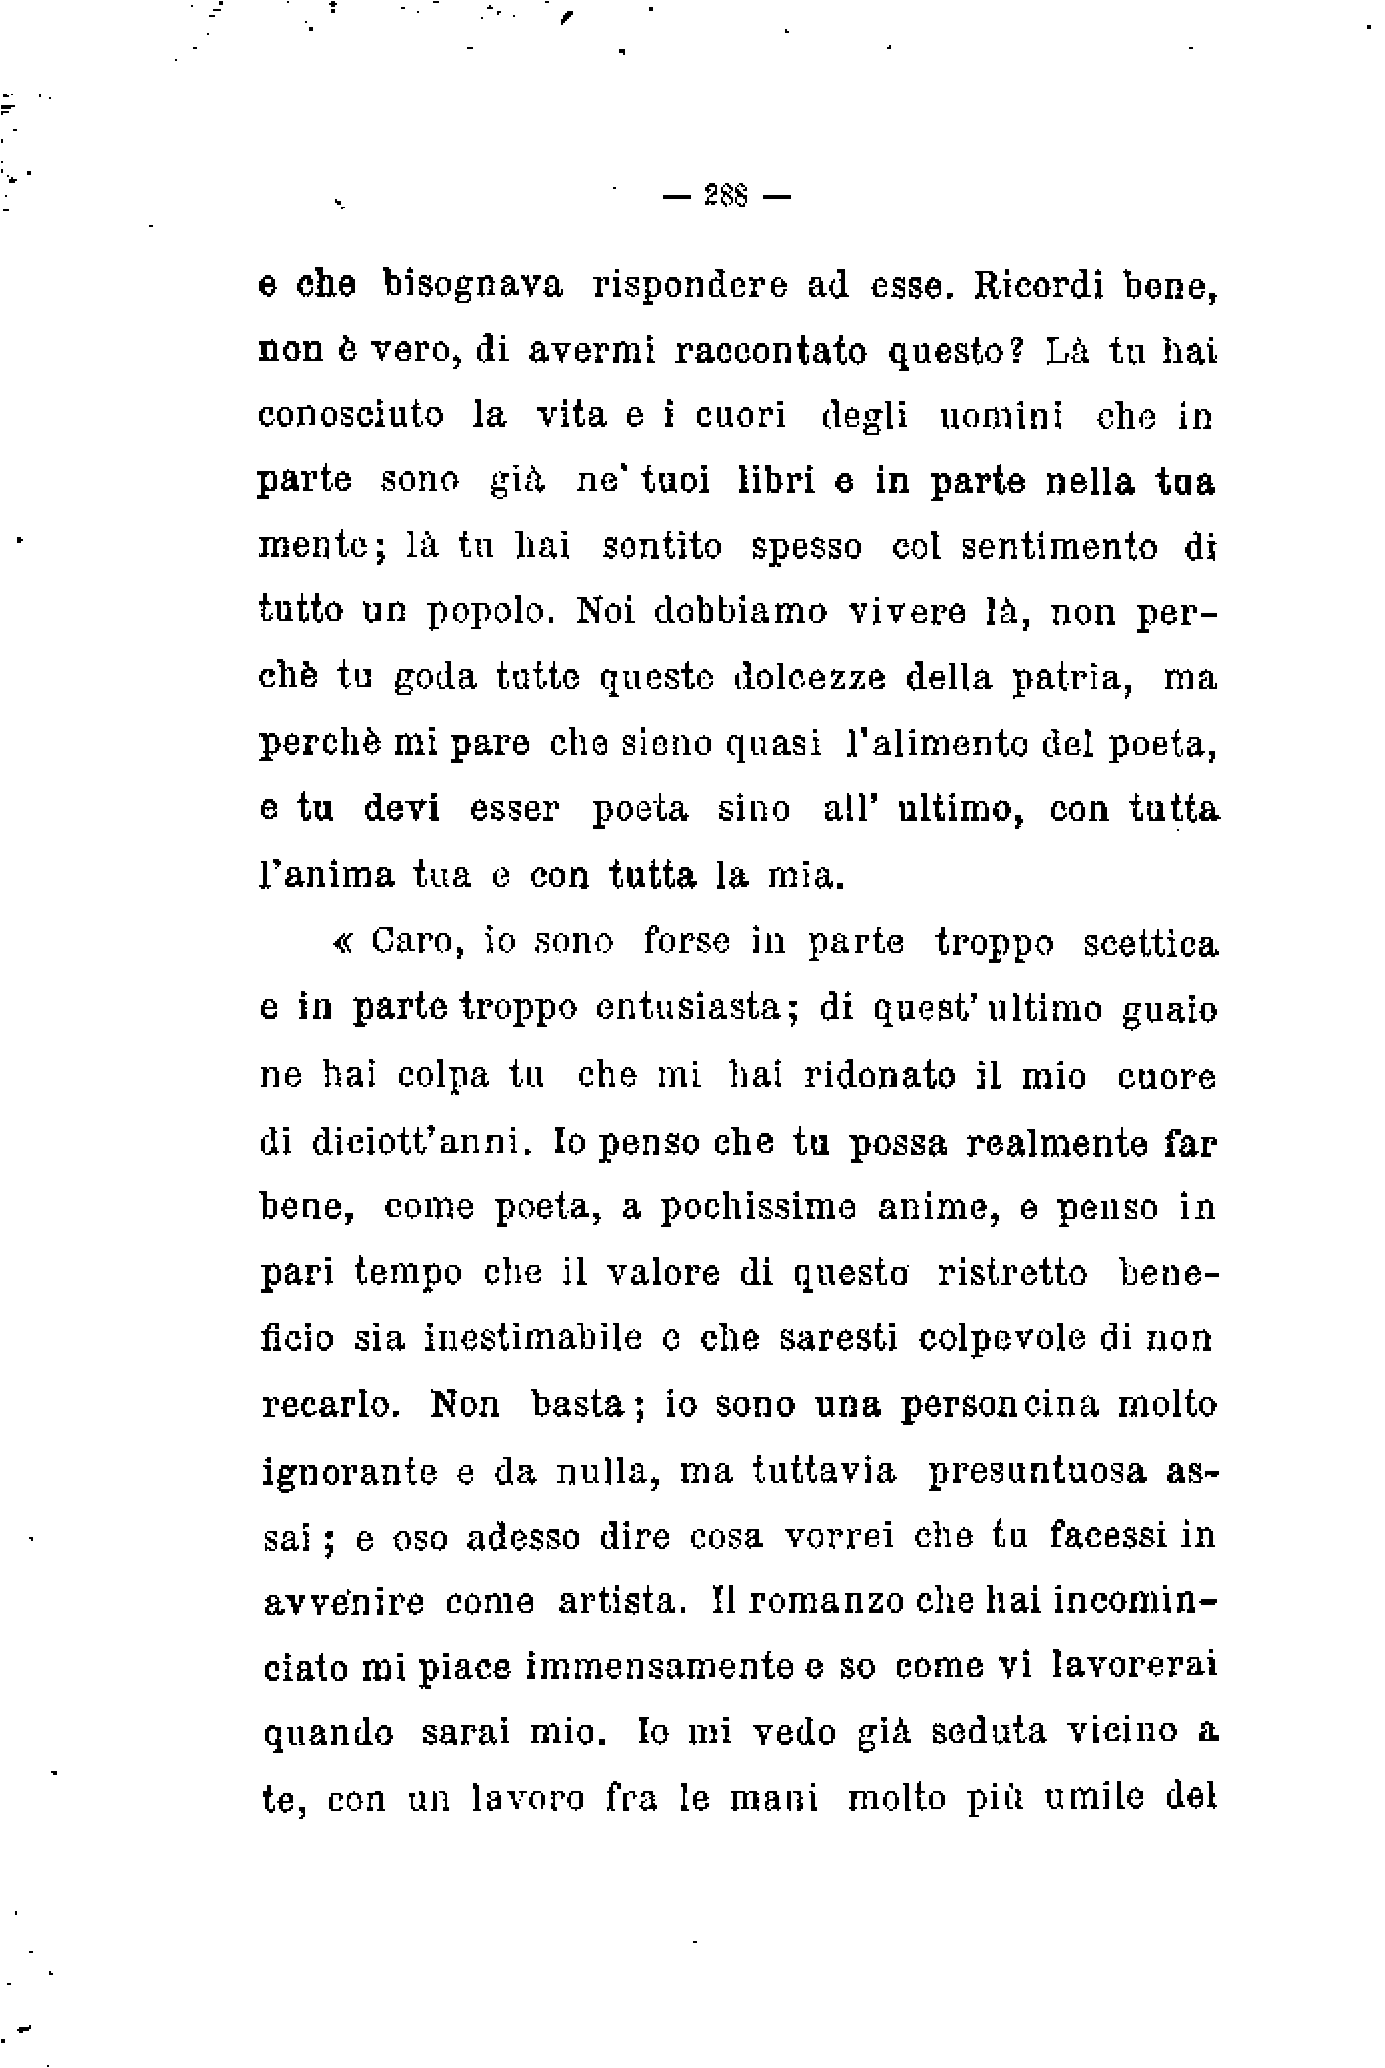 — 288 —
e che bisognava rispondere ad esse. Ricordi bene,
non è vero, di avermi raccontato questo? Là tu hai
conosciuto la vita e i cuori degli uomini che in
parte sono già ne' tuoi libri e in parte nella tua
mente; là tu hai sentito spesso col sentimento di
tutto un popolo. Noi dobbiamo vivere là, non per-
chè tu goda tutte queste dolcezze della patria, ma
perchè mi pare che sieno quasi l'alimento del poeta,
e tu devi esser poeta sino all' ultimo, con tutta
l'anima tua e con tutta la mia.
« Caro, io sono forse in parte troppo scettica
e in parte troppo entusiasta; di quest' ultimo guaio
ne hai colpa tu che mi hai ridonato il mio cuore
di diciott'anni. Io penso che tu possa realmente far
bene, come poeta, a pochissime anime, e penso in
pari tempo che il valore di questo ristretto bene-
ficio sia inestimabile e che saresti colpevole di non
recarlo. Non basta; io sono una personcina molto
ignorante e da nulla, ma tuttavia presuntuosa as-
sai; e oso adesso dire cosa vorrei che tu facessi in
avvenire come artista. Il romanzo che hai incomin-
ciato mi piace immensamente e so come vi lavorerai
quando sarai mio. Io mi vedo già seduta vicino a
te, con un lavoro fra le mani molto più umile del